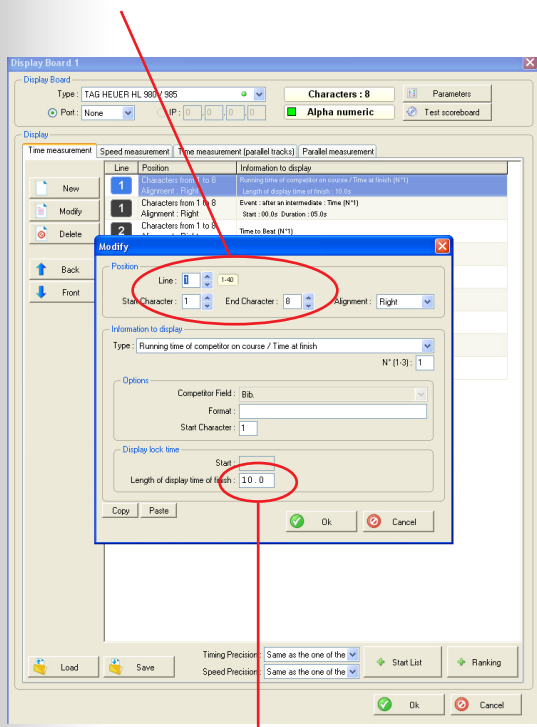 Display Board 1
Display Board
Type : TAG HEUER HL 980 / 985
Characters : 8
Parameters
Port : None
IP : 0 . 0 . 0 . 0
Alpha numeric
Test scoreboard
Display
Time measurement Speed measurement Time measurement (parallel tracks) Parallel measurement
Line Position Information to display
New
1 Characters from 1 to 8 Running time of competitor on course / Time at finish (N°1)
Alignment : Right Length of display time of finish : 10.0s
Modify
1 Characters from 1 to 8 Event : after an intermediate : Time (N°1)
Alignment : Right Start : 00.0s Duration : 05.0s
Delete
2 Characters from 1 to 8 Time to Beat (N°1)
Back
Front
Modify
Position
Line : 1 1-40
Start Character : 1 End Character : 8 Alignment : Right
Information to display
Type : Running time of competitor on course / Time at finish
N° (1-3) : 1
Options
Competitor Field : Bib.
Format :
Start Character : 1
Display lock time
Start :
Length of display time of finish : 10.0
Copy Paste
Ok Cancel
Load Save
Timing Precision : Same as the one of the
Speed Precision : Same as the one of the
Start List Ranking
Ok Cancel